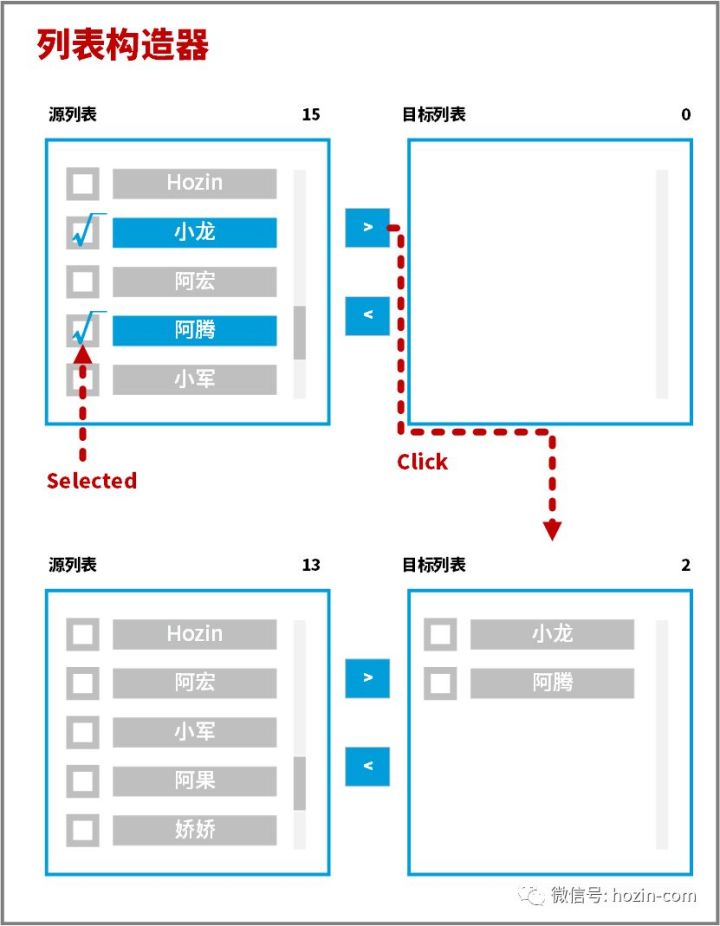 列表构造器
源列表 15 目标列表 0
Hozin
小龙
阿宏
阿腾
小军
>
<
Selected
Click
源列表 13 目标列表 2
Hozin
阿宏
小军
阿果
娇娇
>
<
小龙
阿腾
微信号: hozin-com